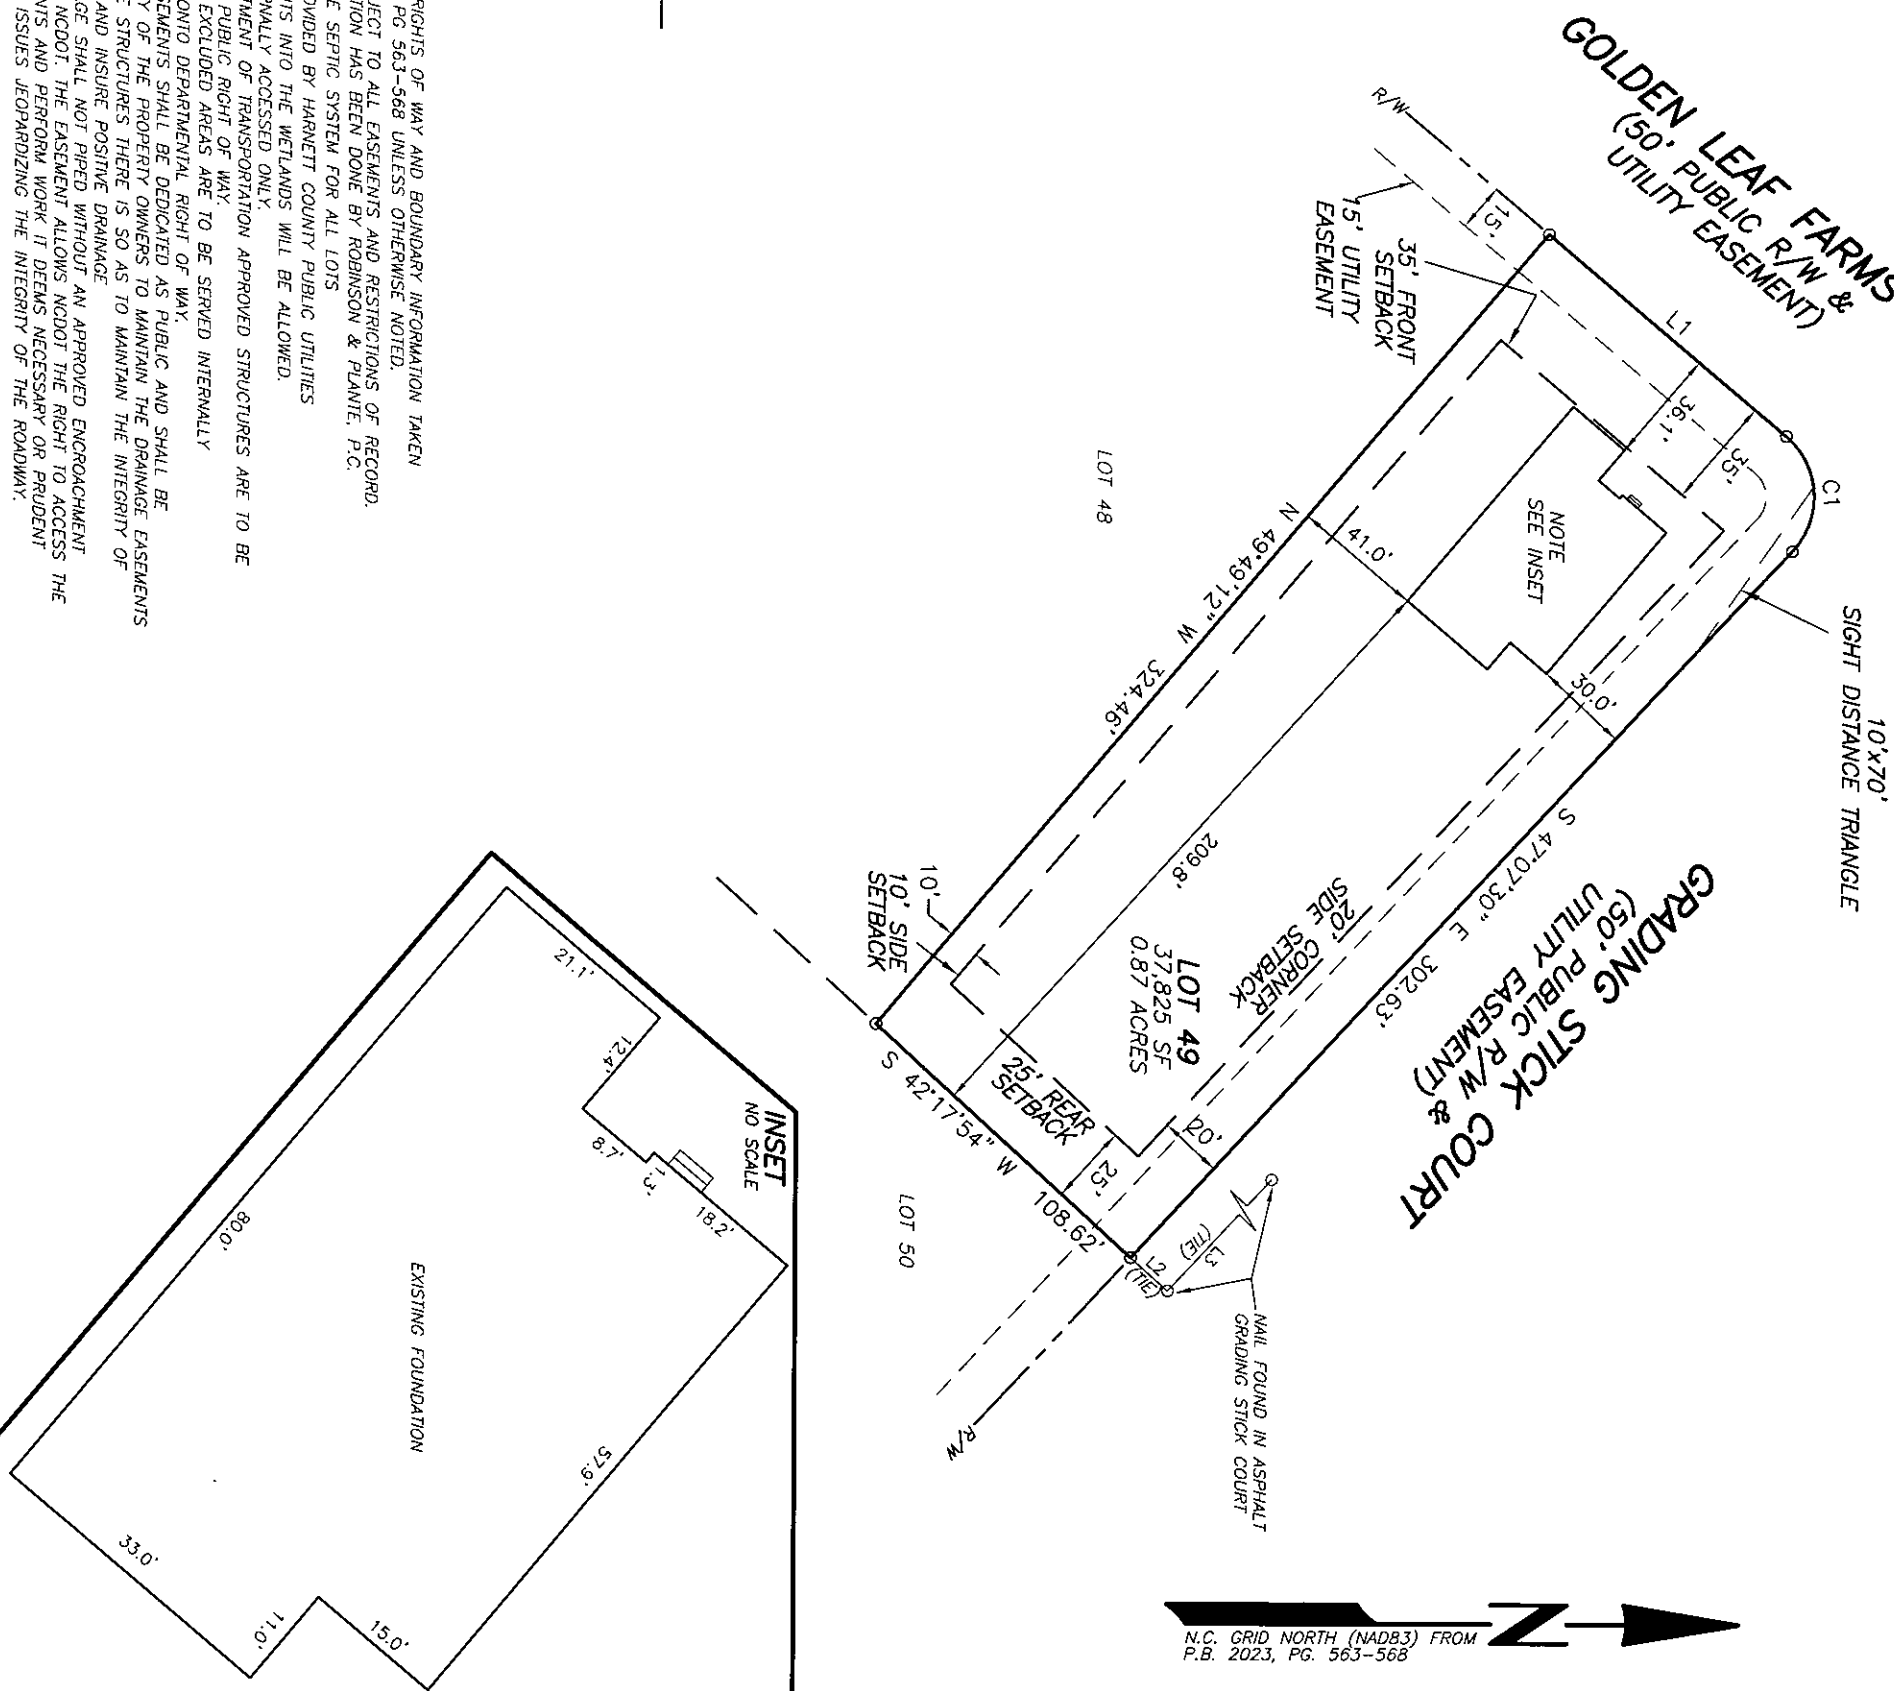 GOLDEN LEAF FARMS
(50' PUBLIC R/W &
UTILITY EASEMENT)
R/W
15'
15' UTILITY
EASEMENT
35' FRONT
SETBACK
L1
C1
36.1'
35'
10'x70'
SIGHT DISTANCE TRIANGLE
NOTE
SEE INSET
LOT 48
41.0'
30.0'
N 49°49'12" W 324.46'
S 47°07'30" E 302.63'
GRADING STICK COURT
(50' PUBLIC R/W &
UTILITY EASEMENT)
209.8'
20' CORNER
SIDE SETBACK
LOT 49
37,825 SF
0.87 ACRES
10'
10' SIDE
SETBACK
25' REAR
SETBACK
20'
25'
S 42°17'54" W 108.62'
L2
(TIE)
L3
(TIE)
NAIL FOUND IN ASPHALT
GRADING STICK COURT
LOT 50
R/W
INSET
NO SCALE
21.1'
12.4'
8.7'
1.3'
18.2'
80.0'
EXISTING FOUNDATION
57.9'
33.0'
11.0'
15.0'
N.C. GRID NORTH (NAD83) FROM
P.B. 2023, PG. 563-568
RIGHTS OF WAY AND BOUNDARY INFORMATION TAKEN
PG 563-568 UNLESS OTHERWISE NOTED.
JECT TO ALL EASEMENTS AND RESTRICTIONS OF RECORD.
TION HAS BEEN DONE BY ROBINSON & PLANTE, P.C.
E SEPTIC SYSTEM FOR ALL LOTS
OVIDED BY HARNETT COUNTY PUBLIC UTILITIES
TS INTO THE WETLANDS WILL BE ALLOWED.
NALLY ACCESSED ONLY.
TMENT OF TRANSPORTATION APPROVED STRUCTURES ARE TO BE
PUBLIC RIGHT OF WAY.
EXCLUDED AREAS ARE TO BE SERVED INTERNALLY
ONTO DEPARTMENTAL RIGHT OF WAY.
SEMENTS SHALL BE DEDICATED AS PUBLIC AND SHALL BE
Y OF THE PROPERTY OWNERS TO MAINTAIN THE DRAINAGE EASEMENTS
E STRUCTURES THERE IS SO AS TO MAINTAIN THE INTEGRITY OF
AND INSURE POSITIVE DRAINAGE
GE SHALL NOT PIPED WITHOUT AN APPROVED ENCROACHMENT
NCDOT. THE EASEMENT ALLOWS NCDOT THE RIGHT TO ACCESS THE
NTS AND PERFORM WORK IT DEEMS NECESSARY OR PRUDENT
ISSUES JEOPARDIZING THE INTEGRITY OF THE ROADWAY.